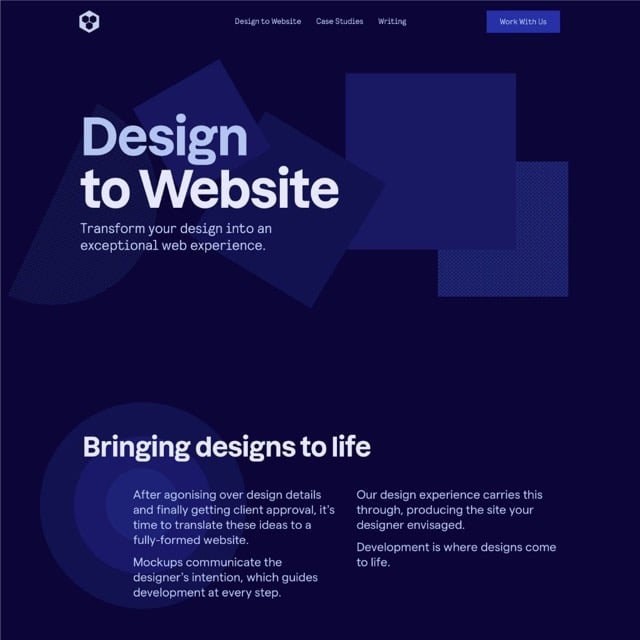 Design to Website
Case Studies
Writing
Work With Us
Design
to Website
Transform your design into an
exceptional web experience.
Bringing designs to life
After agonising over design details
and finally getting client approval, it's
time to translate these ideas to a
fully-formed website.
Mockups communicate the
designer's intention, which guides
development at every step.
Our design experience carries this
through, producing the site your
designer envisaged.
Development is where designs come
to life.